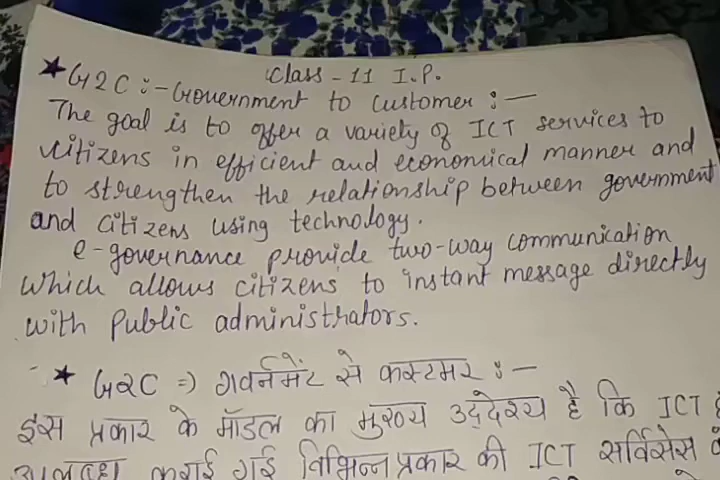 Class - 11 I.P.
* G2C :- Government to Customer :-
The goal is to offer a variety of ICT services to
citizens in efficient and economical manner and
to strengthen the relationship between government
and citizens using technology.
e-governance provide two-way communication
which allows citizens to instant message directly
with public administrators.
* G2C => गवर्नमेंट से कस्टमर :-
इस प्रकार के मॉडल का मुख्य उद्देश्य है कि ICT
कराई गई विभिन्न प्रकार की ICT सर्विसेस